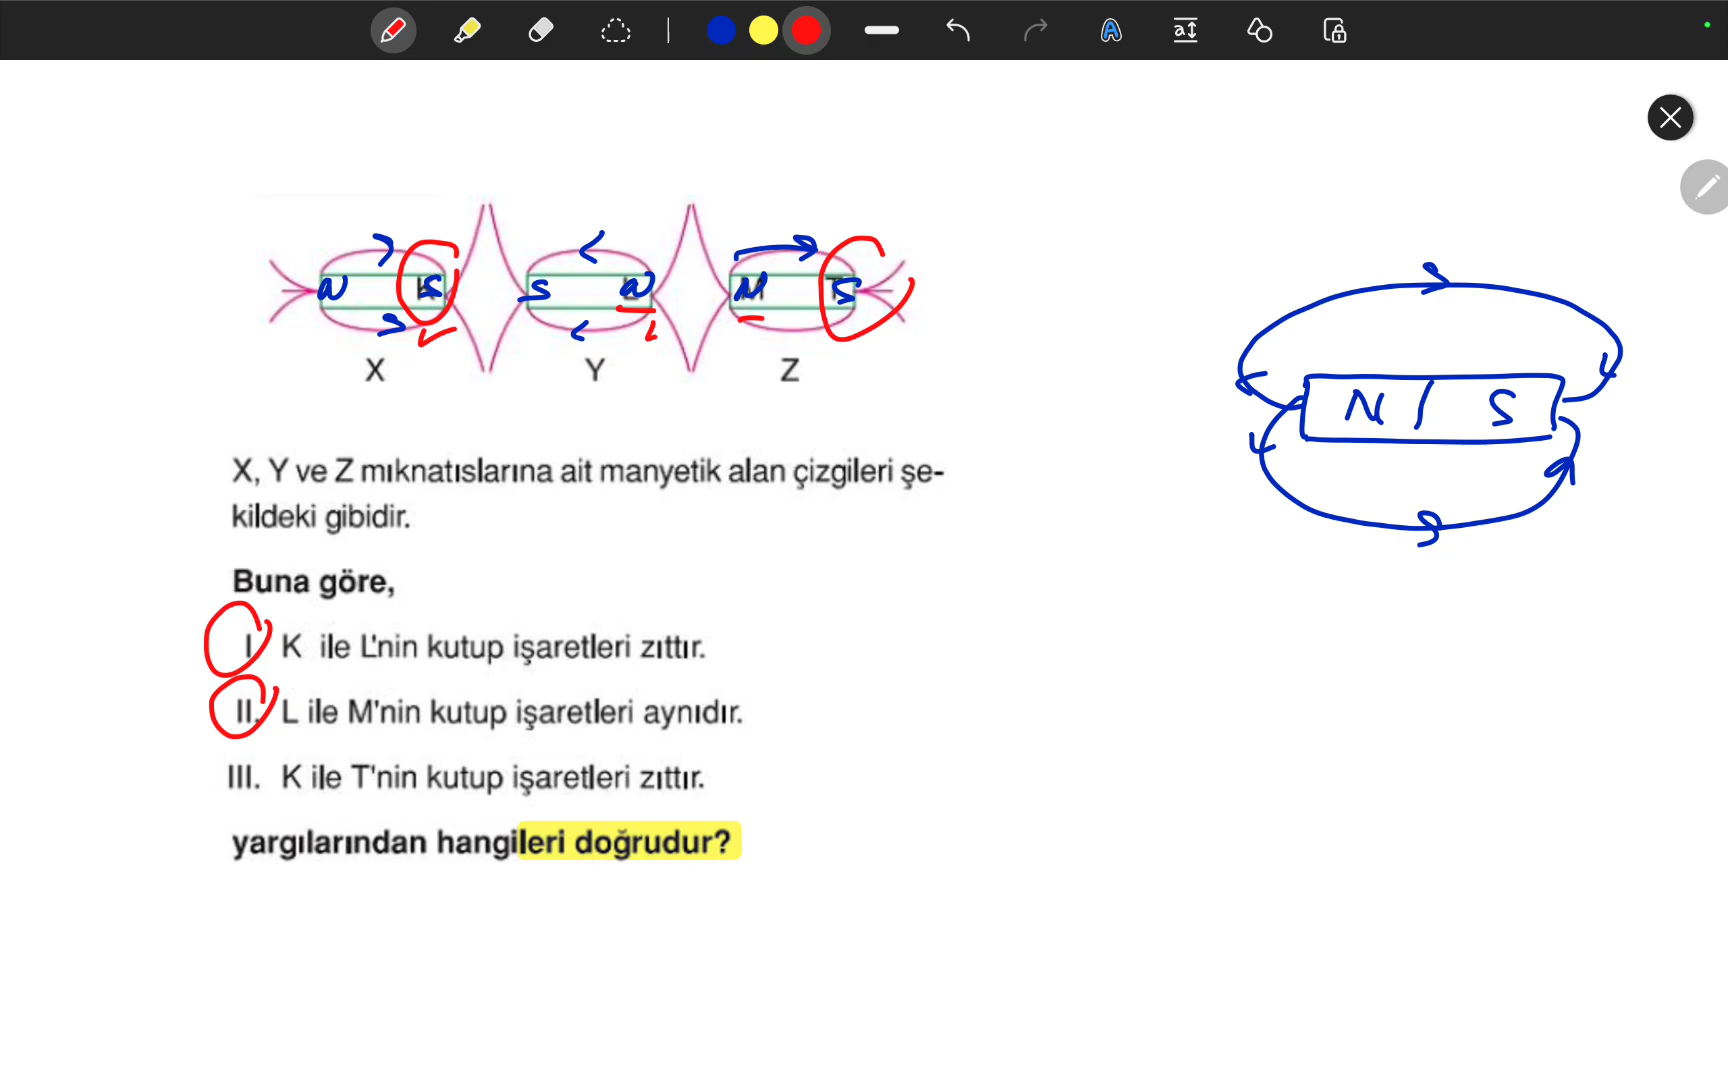 N S S N N S
X Y Z
N S
X, Y ve Z mıknatıslarına ait manyetik alan çizgileri şe-
kildeki gibidir.
Buna göre,
I. K ile L'nin kutup işaretleri zıttır.
II. L ile M'nin kutup işaretleri aynıdır.
III. K ile T'nin kutup işaretleri zıttır.
yargılarından hangileri doğrudur?